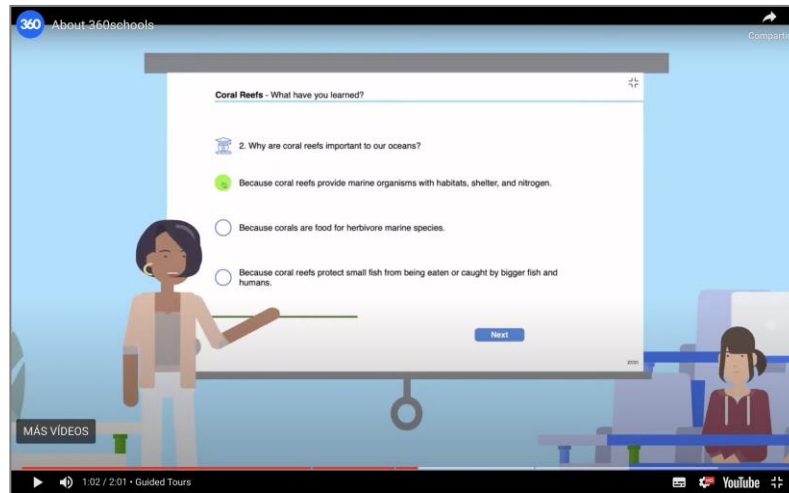 360 About 360schools
Compartir
Coral Reefs - What have you learned?
2. Why are coral reefs important to our oceans?
Because coral reefs provide marine organisms with habitats, shelter, and nitrogen.
Because corals are food for herbivore marine species.
Because coral reefs protect small fish from being eaten or caught by bigger fish and
humans.
Next
MÁS VÍDEOS
1:02 / 2:01 • Guided Tours
YouTube